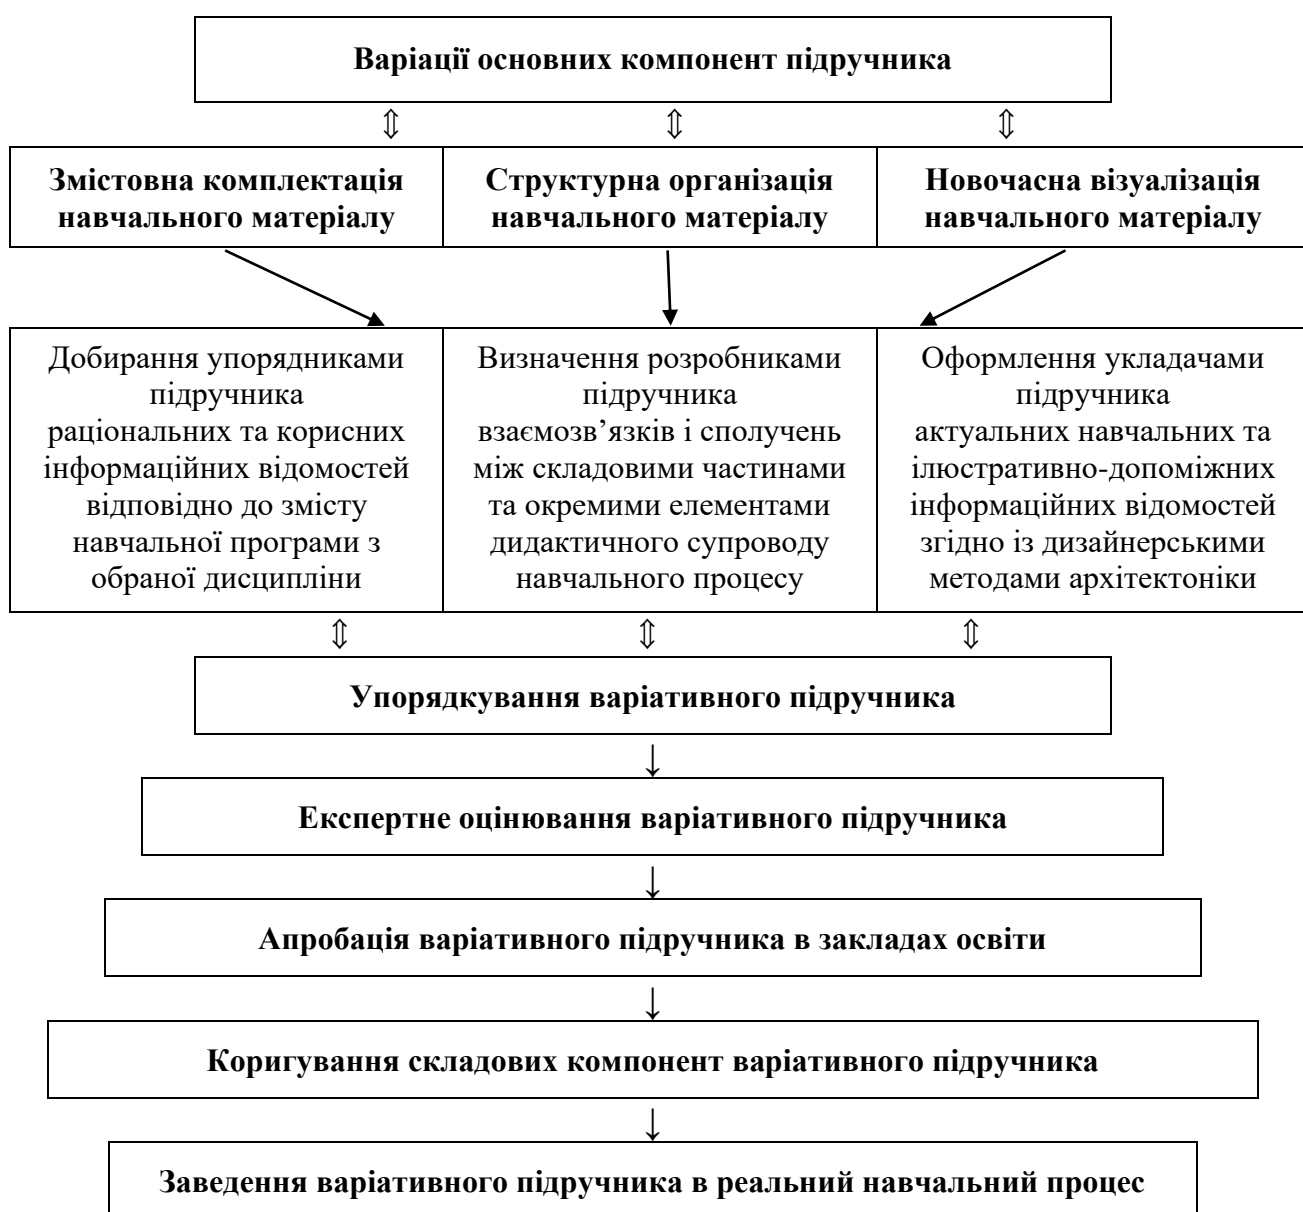 Варіації основних компонент підручника
⇕ ⇕ ⇕
Змістовна комплектація
навчального матеріалу
Структурна організація
навчального матеріалу
Новочасна візуалізація
навчального матеріалу
Добирання упорядниками
підручника
раціональних та корисних
інформаційних відомостей
відповідно до змісту
навчальної програми з
обраної дисципліни
Визначення розробниками
підручника
взаємозв’язків і сполучень
між складовими частинами
та окремими елементами
дидактичного супроводу
навчального процесу
Оформлення укладачами
підручника
актуальних навчальних та
ілюстративно-допоміжних
інформаційних відомостей
згідно із дизайнерськими
методами архітектоніки
⇕ ⇕ ⇕
Упорядкування варіативного підручника
↓
Експертне оцінювання варіативного підручника
↓
Апробація варіативного підручника в закладах освіти
↓
Коригування складових компонент варіативного підручника
↓
Заведення варіативного підручника в реальний навчальний процес